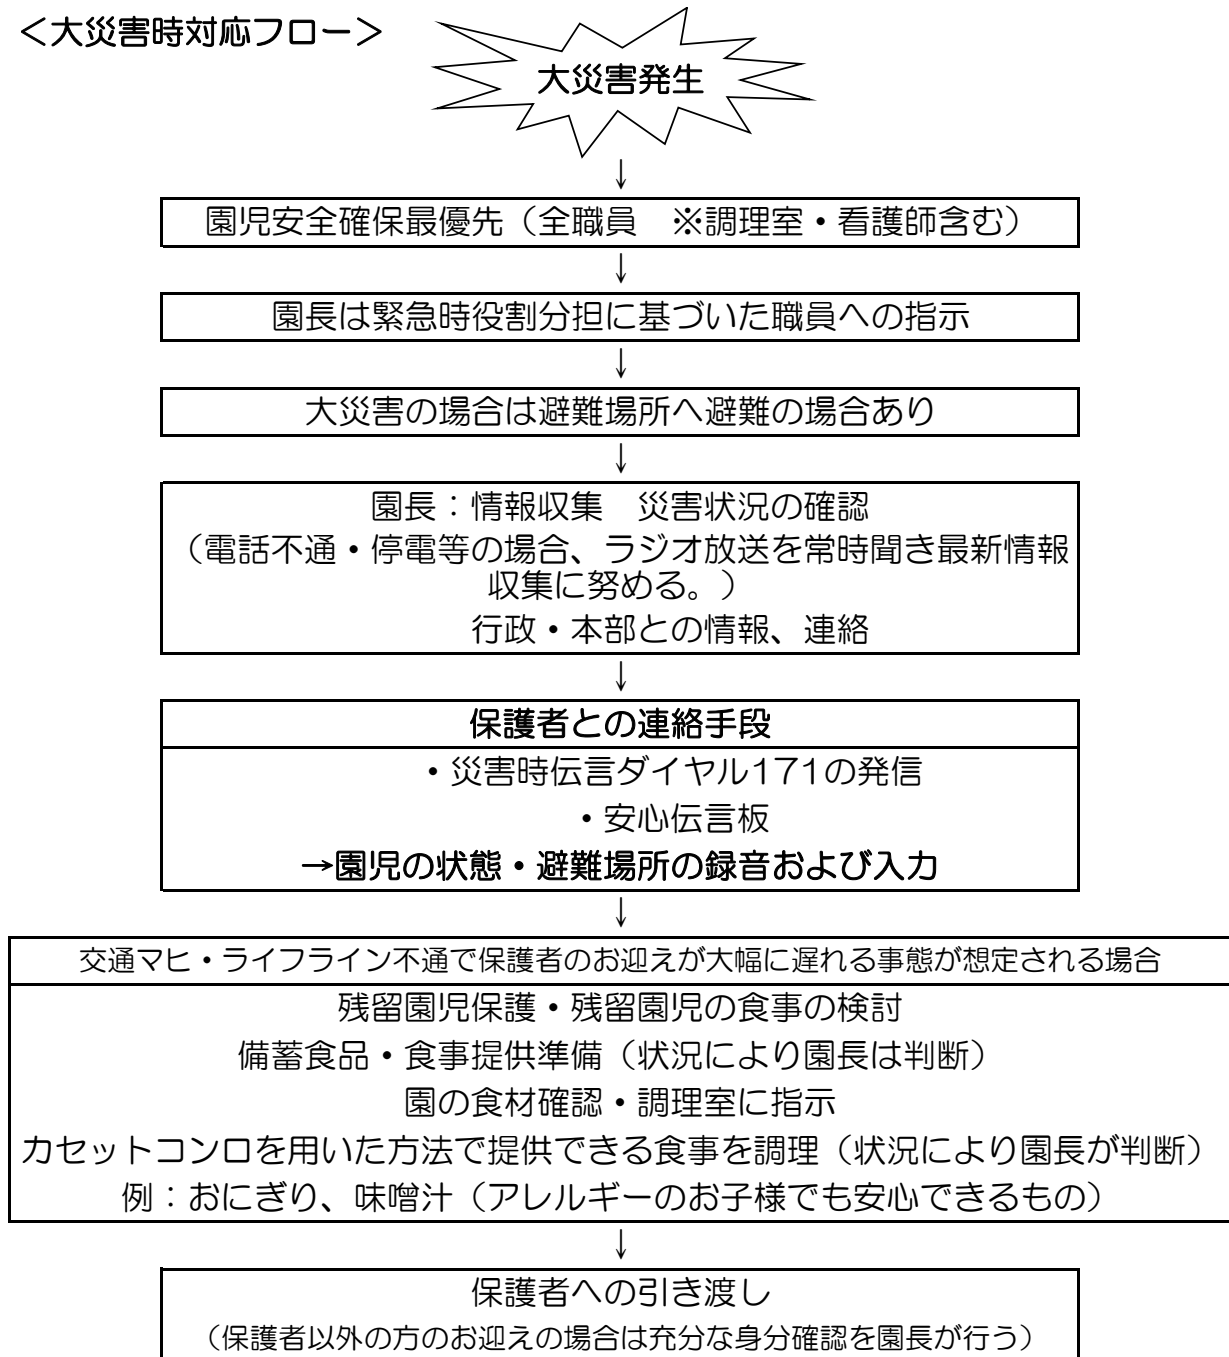 ＜大災害時対応フロー＞
大災害発生
↓
園児安全確保最優先（全職員　※調理室・看護師含む）
↓
園長は緊急時役割分担に基づいた職員への指示
↓
大災害の場合は避難場所へ避難の場合あり
↓
園長：情報収集　災害状況の確認
（電話不通・停電等の場合、ラジオ放送を常時聞き最新情報
収集に努める。）
行政・本部との情報、連絡
↓
保護者との連絡手段
・災害時伝言ダイヤル171の発信
・安心伝言板
→園児の状態・避難場所の録音および入力
↓
交通マヒ・ライフライン不通で保護者のお迎えが大幅に遅れる事態が想定される場合
残留園児保護・残留園児の食事の検討
備蓄食品・食事提供準備（状況により園長は判断）
園の食材確認・調理室に指示
カセットコンロを用いた方法で提供できる食事を調理（状況により園長が判断）
例：おにぎり、味噌汁（アレルギーのお子様でも安心できるもの）
↓
保護者への引き渡し
（保護者以外の方のお迎えの場合は充分な身分確認を園長が行う）